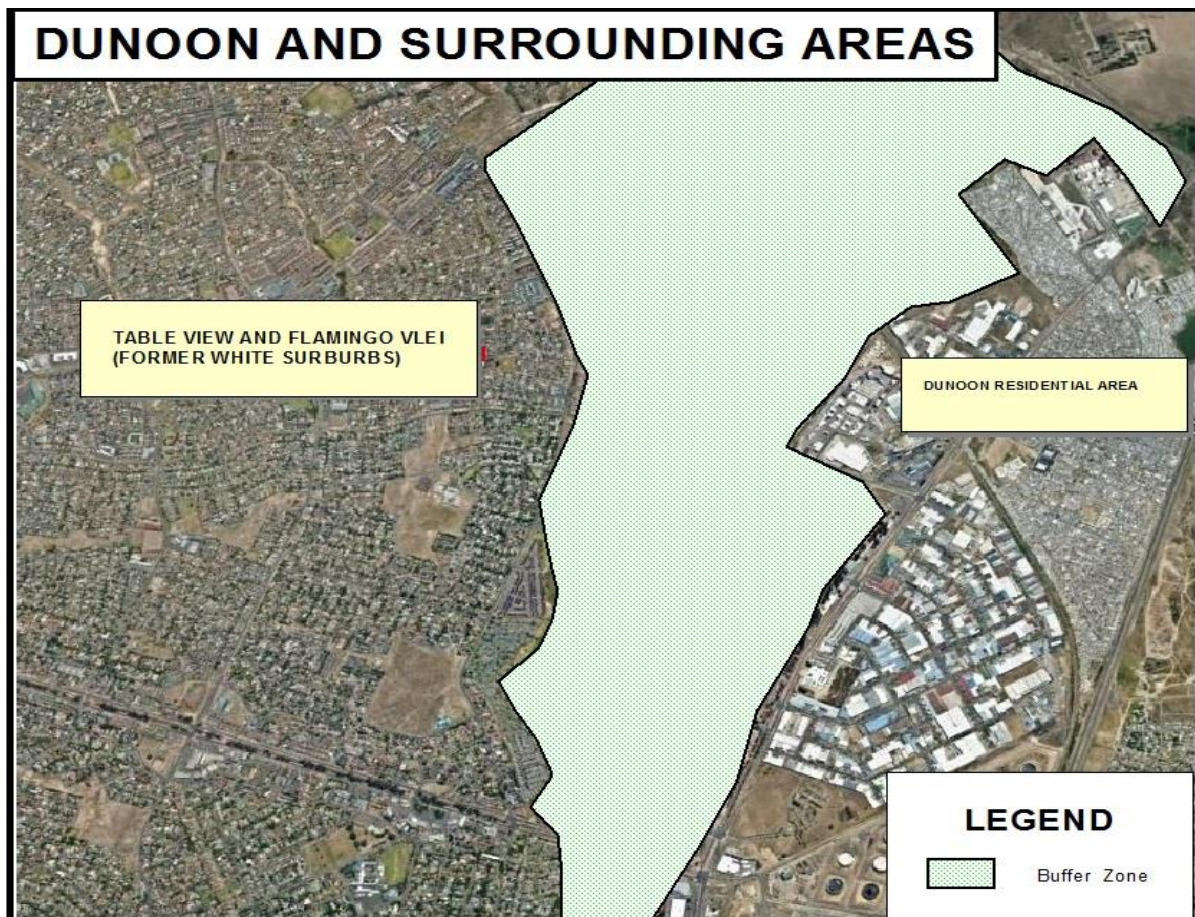 DUNOON AND SURROUNDING AREAS
TABLE VIEW AND FLAMINGO VLEI
(FORMER WHITE SURBURBS)
DUNOON RESIDENTIAL AREA
LEGEND
Buffer Zone